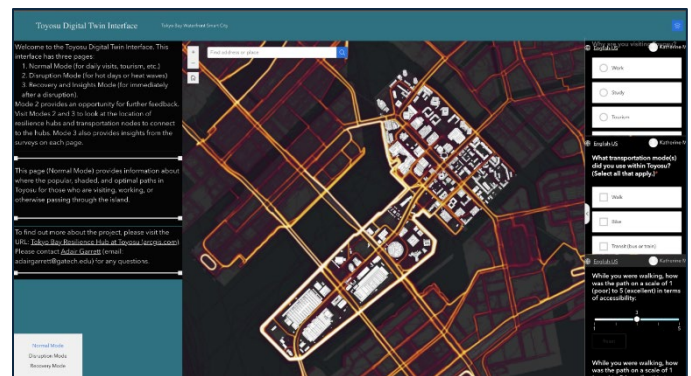 Toyosu Digital Twin Interface
Tokyo Bay Waterfront Smart City
Welcome to the Toyosu Digital Twin Interface. This
interface has three pages:
1. Normal Mode (for daily visits, tourism, etc.)
2. Disruption Mode (for hot days or heat waves)
3. Recovery and Insights Mode (for immediately
after a disruption).
Mode 2 provides an opportunity for further feedback.
Visit Modes 2 and 3 to look at the location of
resilience hubs and transportation nodes to connect
to the hubs. Mode 3 also provides insights from the
surveys on each page.
This page (Normal Mode) provides information about
where the popular, shaded, and optimal paths in
Toyosu for those who are visiting, working, or
otherwise passing through the island.
To find out more about the project, please visit the
URL: Tokyo Bay Resilience Hub at Toyosu (arcgis.com)
Please contact Adair Garrett (email:
adairgarrett@gatech.edu) for any questions.
Normal Mode
Disruption Mode
Recovery Mode
Find address or place
English US
Katherine M
Work
Study
Tourism
English US
Katherine M
What transportation mode(s)
did you use within Toyosu?
(Select all that apply.)*
Walk
Bike
Transit (bus or train)
English US
Katherine M
While you were walking, how
was the path on a scale of 1
(poor) to 5 (excellent) in terms
of accessibility:
3
1
5
Reset
While you were walking, how
was the path on a scale of 1